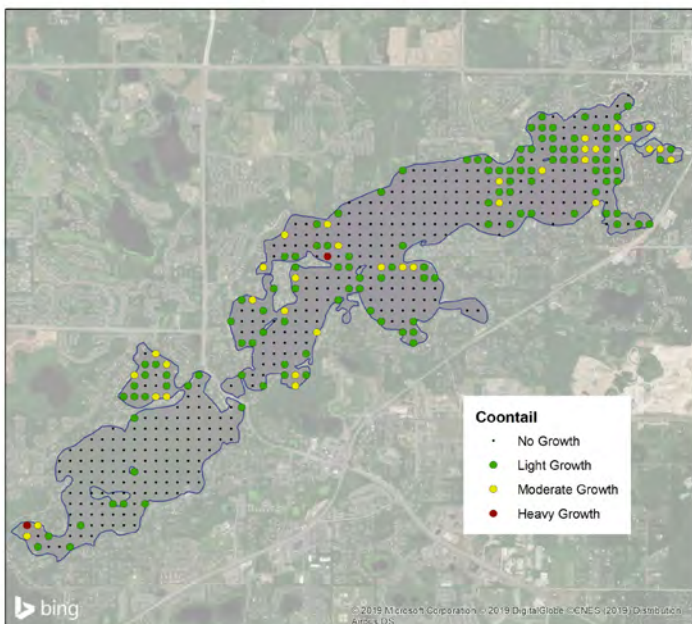 Coontail
No Growth
Light Growth
Moderate Growth
Heavy Growth
bing
© 2019 Microsoft Corporation © 2019 DigitalGlobe ©CNES (2019) Distribution
Airbus DS